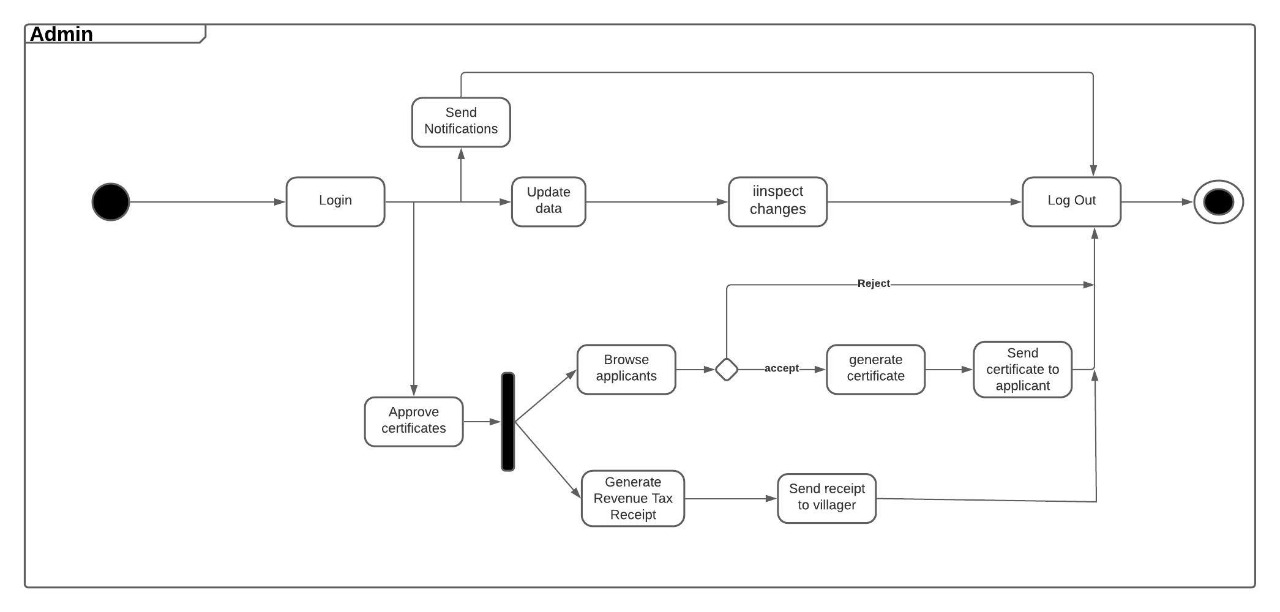 Admin
Send
Notifications
Login
Update
data
iinspect
changes
Log Out
Reject
Browse
applicants
accept
generate
certificate
Send
certificate to
applicant
Approve
certificates
Generate
Revenue Tax
Receipt
Send receipt
to villager